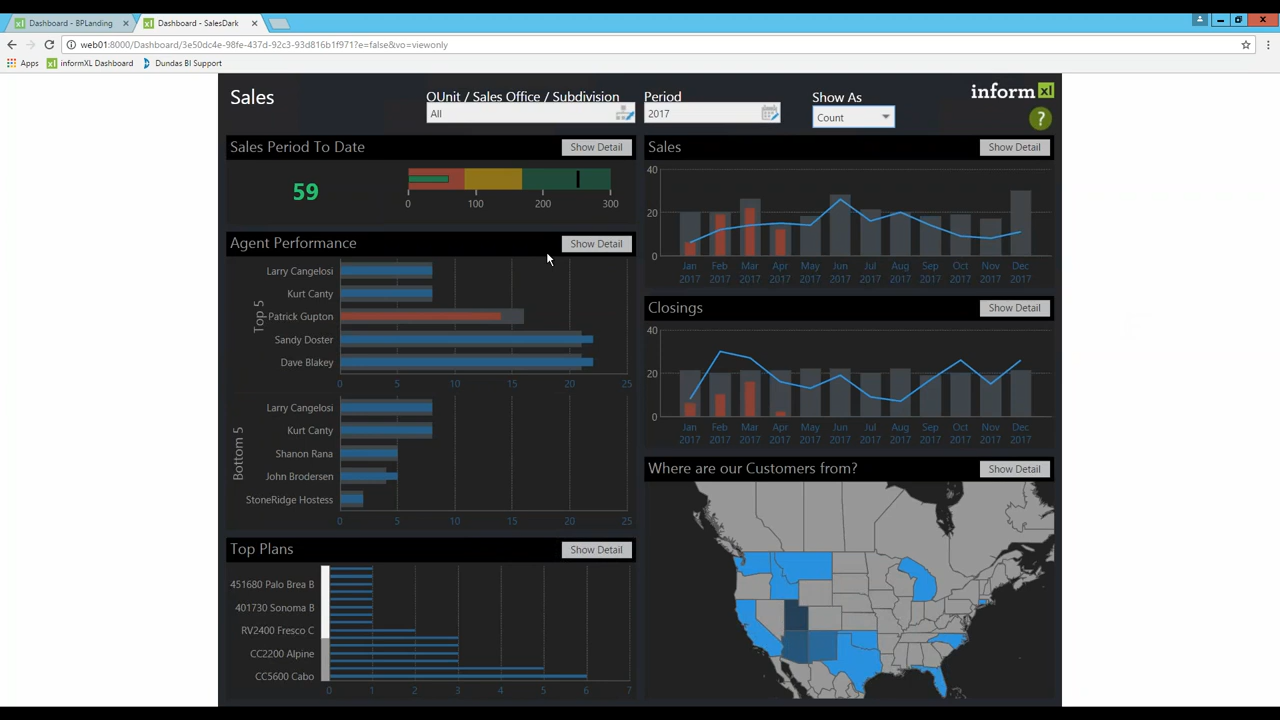 Dashboard - BPLanding
Dashboard - SalesDark
web01:8000/Dashboard/3e50dc4e-98fe-437d-92c3-93d816b1f971?e=false&vo=viewonly
Apps
informXL Dashboard
Dundas BI Support
Sales
OUnit / Sales Office / Subdivision
All
Period
2017
Show As
Count
inform xl
?
Sales Period To Date
Show Detail
59
0 100 200 300
Agent Performance
Show Detail
Top 5
Larry Cangelosi
Kurt Canty
Patrick Gupton
Sandy Doster
Dave Blakey
0 5 10 15 20 25
Bottom 5
Larry Cangelosi
Kurt Canty
Shanon Rana
John Brodersen
StoneRidge Hostess
0 5 10 15 20 25
Top Plans
Show Detail
451680 Palo Brea B
401730 Sonoma B
RV2400 Fresco C
CC2200 Alpine
CC5600 Cabo
0 1 2 3 4 5 6 7
Sales
Show Detail
40
20
0
Jan Feb Mar Apr May Jun Jul Aug Sep Oct Nov Dec
2017 2017 2017 2017 2017 2017 2017 2017 2017 2017 2017 2017
Closings
Show Detail
40
20
0
Jan Feb Mar Apr May Jun Jul Aug Sep Oct Nov Dec
2017 2017 2017 2017 2017 2017 2017 2017 2017 2017 2017 2017
Where are our Customers from?
Show Detail